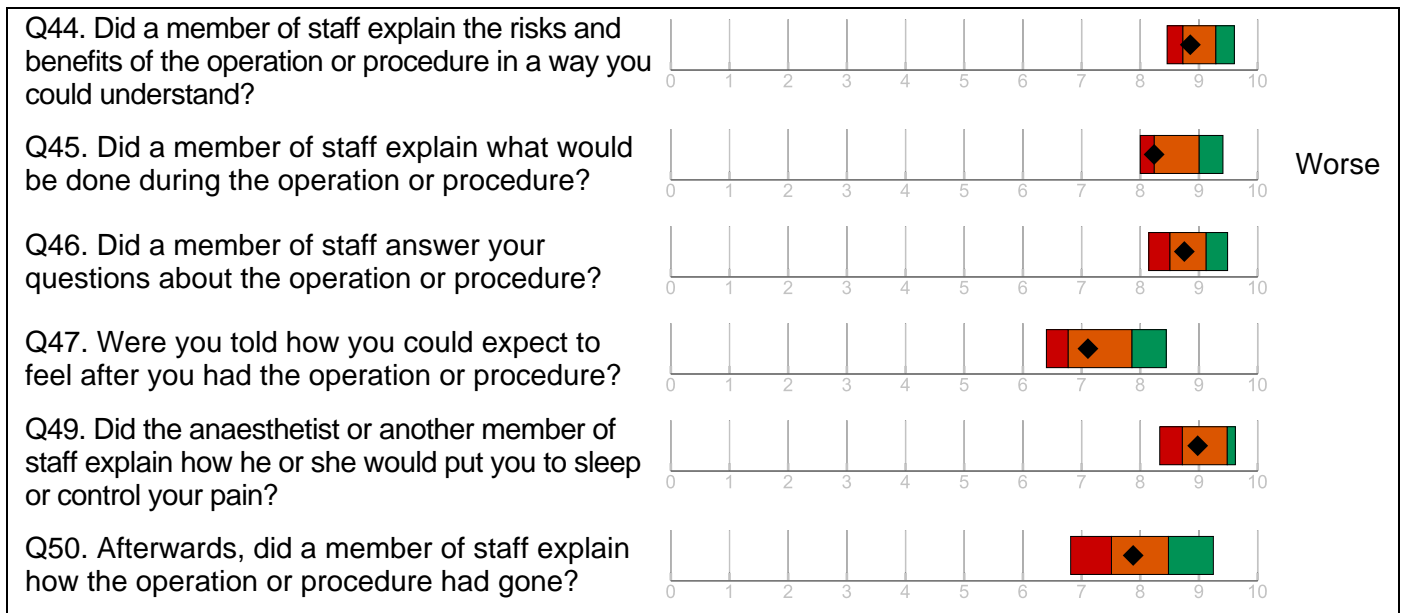 Q44. Did a member of staff explain the risks and
benefits of the operation or procedure in a way you
could understand?
0 1 2 3 4 5 6 7 8 9 10
Q45. Did a member of staff explain what would
be done during the operation or procedure?
Worse
0 1 2 3 4 5 6 7 8 9 10
Q46. Did a member of staff answer your
questions about the operation or procedure?
0 1 2 3 4 5 6 7 8 9 10
Q47. Were you told how you could expect to
feel after you had the operation or procedure?
0 1 2 3 4 5 6 7 8 9 10
Q49. Did the anaesthetist or another member of
staff explain how he or she would put you to sleep
or control your pain?
0 1 2 3 4 5 6 7 8 9 10
Q50. Afterwards, did a member of staff explain
how the operation or procedure had gone?
0 1 2 3 4 5 6 7 8 9 10